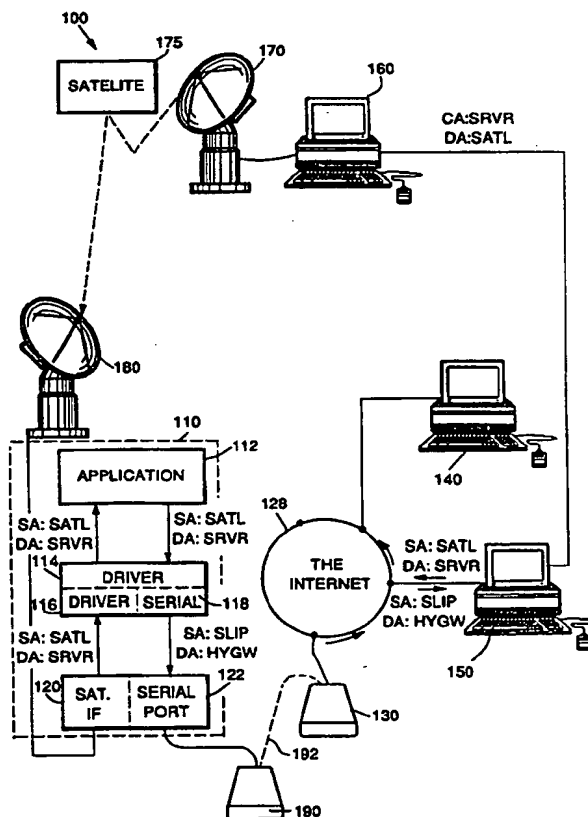 100
175
SATELITE
170
160
CA:SRVR
DA:SATL
180
110
112
APPLICATION
SA: SATL
DA: SRVR
SA: SATL
DA: SRVR
114
DRIVER
116
DRIVER
SERIAL
118
SA: SATL
DA: SRVR
SA: SLIP
DA: HYGW
120
SAT.
IF
SERIAL
PORT
122
128
THE
INTERNET
140
SA: SATL
DA: SRVR
SA: SLIP
DA: HYGW
150
130
192
190